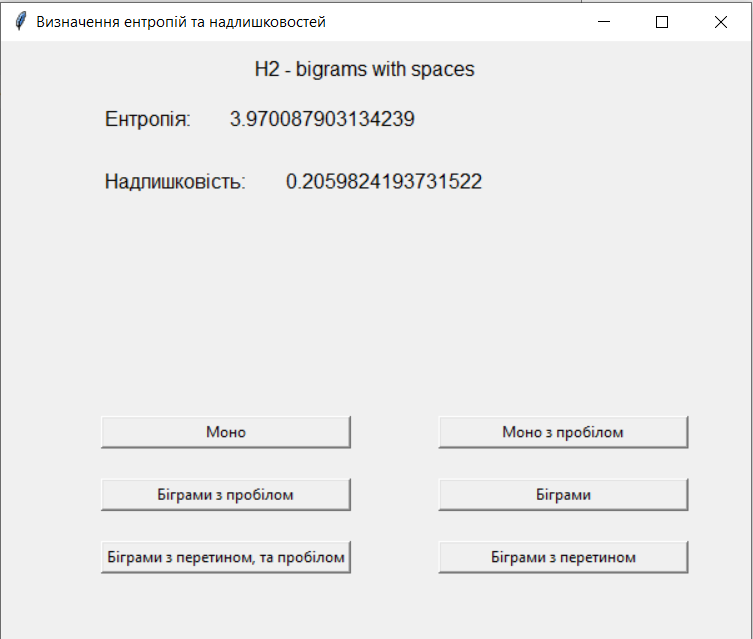 Визначення ентропій та надлишковостей
H2 - bigrams with spaces
Ентропія: 3.970087903134239
Надлишковість: 0.2059824193731522
Моно Моно з пробілом
Біграми з пробілом Біграми
Біграми з перетином, та пробілом Біграми з перетином